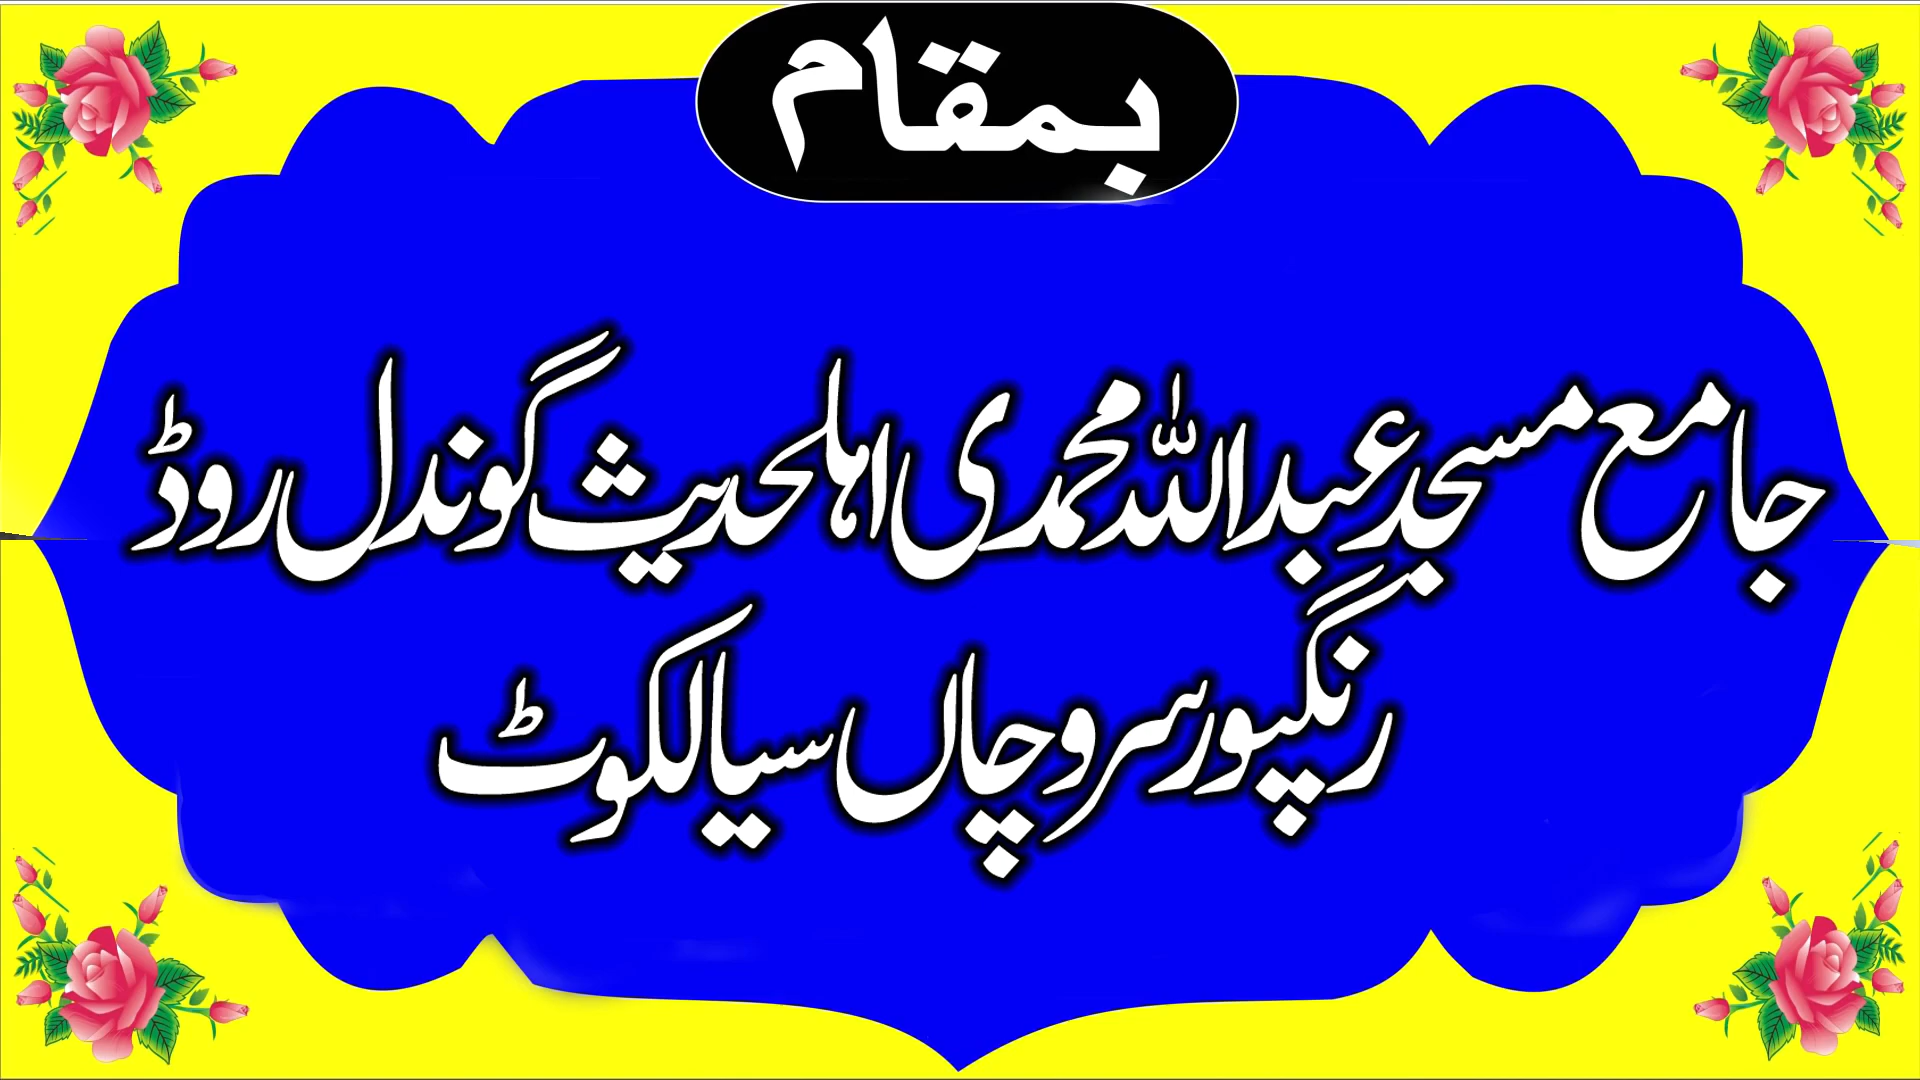 بمقام
جامع مسجد عبداللہ محمدی اہلحدیث گوندل روڈ
رنگپور سروچاں سیالکوٹ